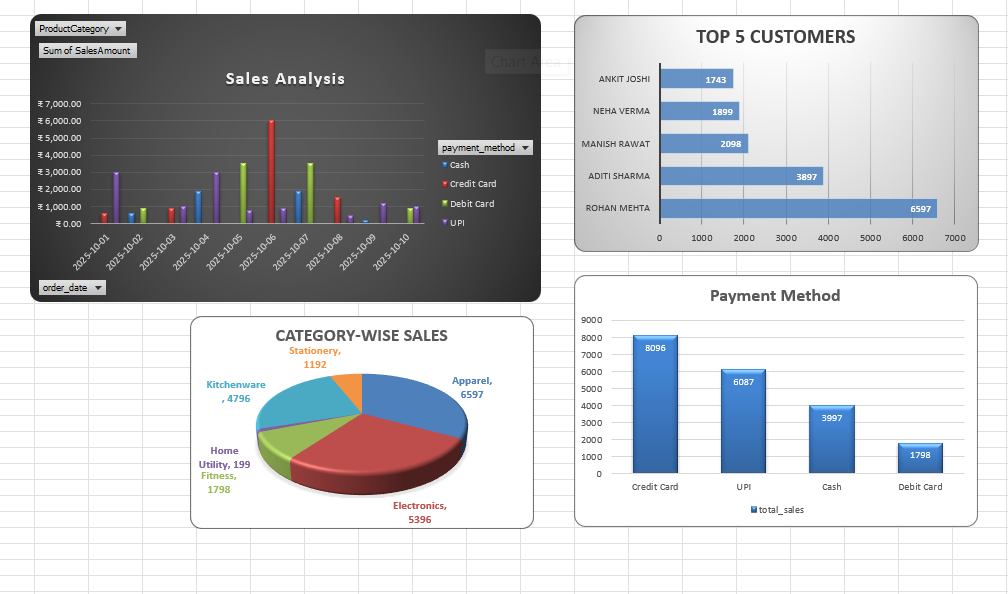 ProductCategory
Sum of SalesAmount
Chart Area
Sales Analysis
₹ 7,000.00
₹ 6,000.00
₹ 5,000.00
₹ 4,000.00
₹ 3,000.00
₹ 2,000.00
₹ 1,000.00
₹ 0.00
2025-10-01
2025-10-02
2025-10-03
2025-10-04
2025-10-05
2025-10-06
2025-10-07
2025-10-08
2025-10-09
2025-10-10
payment_method
Cash
Credit Card
Debit Card
UPI
order_date
TOP 5 CUSTOMERS
ANKIT JOSHI
1743
NEHA VERMA
1899
MANISH RAWAT
2098
ADITI SHARMA
3897
ROHAN MEHTA
6597
0 1000 2000 3000 4000 5000 6000 7000
CATEGORY-WISE SALES
Stationery,
1192
Apparel,
6597
Kitchenware
, 4796
Home
Utility, 199
Fitness,
1798
Electronics,
5396
Payment Method
9000
8000
7000
6000
5000
4000
3000
2000
1000
0
8096
6087
3997
1798
Credit Card UPI Cash Debit Card
total_sales